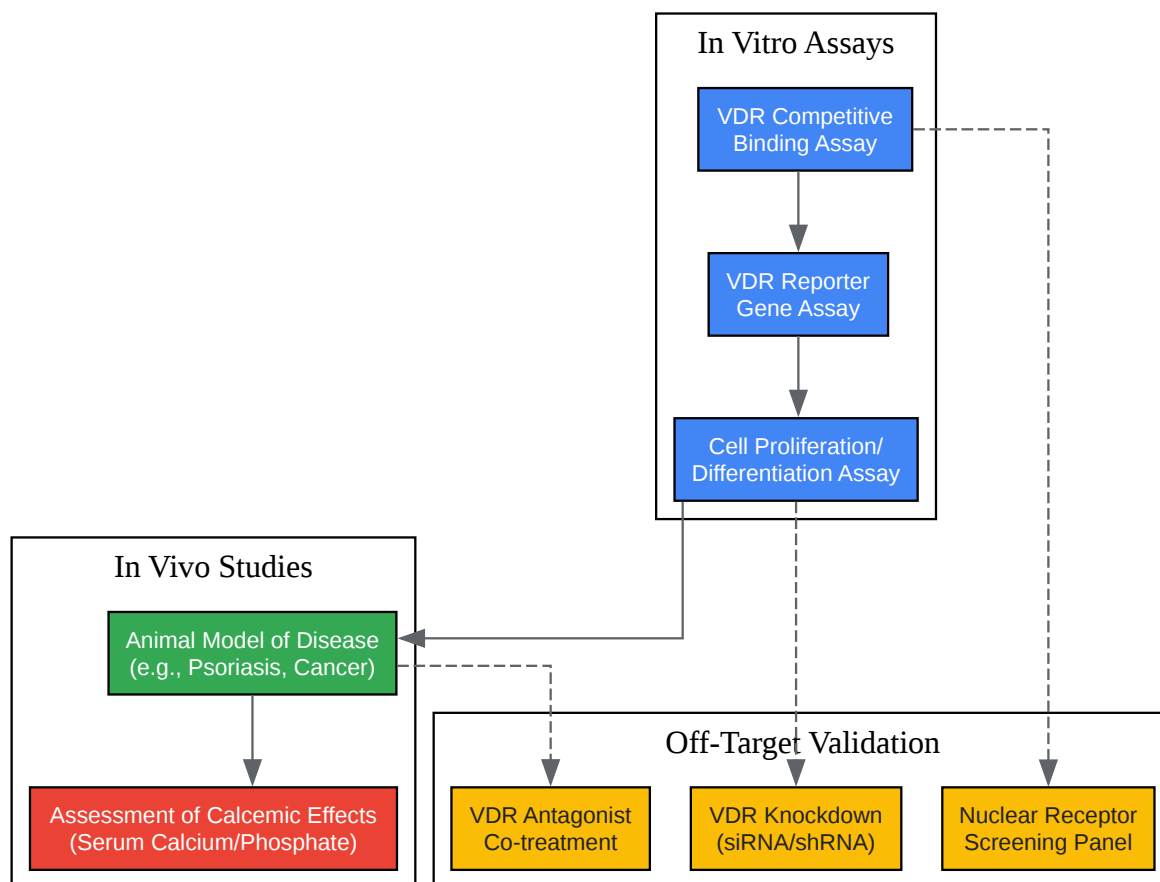 In Vitro Assays
VDR Competitive
Binding Assay
VDR Reporter
Gene Assay
Cell Proliferation/
Differentiation Assay
In Vivo Studies
Animal Model of Disease
(e.g., Psoriasis, Cancer)
Assessment of Calcemic Effects
(Serum Calcium/Phosphate)
Off-Target Validation
VDR Antagonist
Co-treatment
VDR Knockdown
(siRNA/shRNA)
Nuclear Receptor
Screening Panel